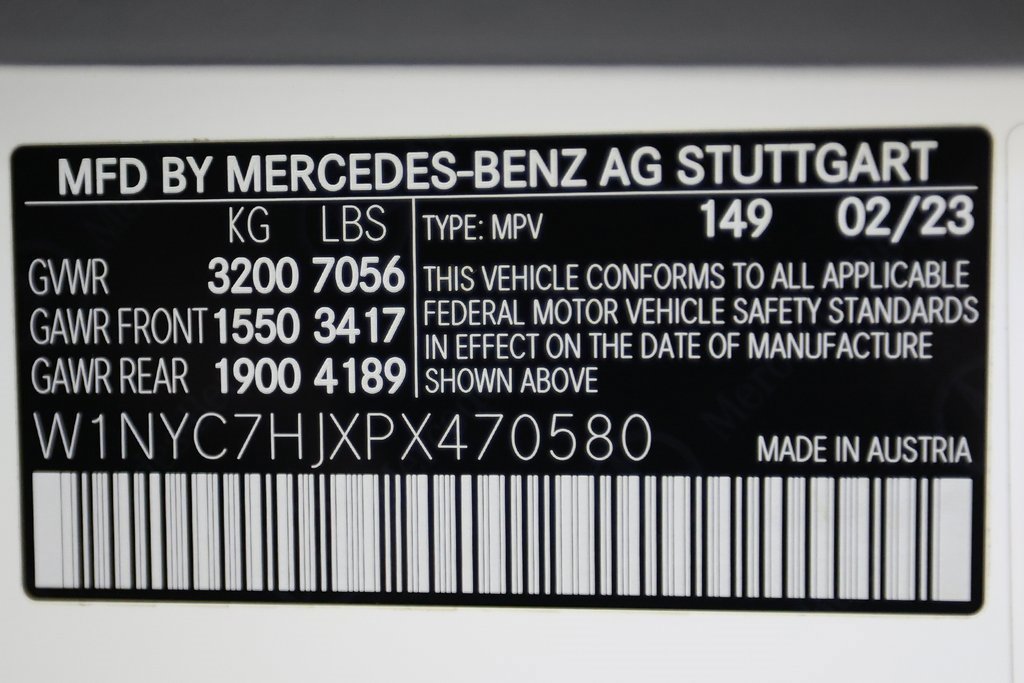 MFD BY MERCEDES-BENZ AG STUTTGART
KG LBS
GVWR 3200 7056
GAWR FRONT 1550 3417
GAWR REAR 1900 4189
TYPE: MPV 149 02/23
THIS VEHICLE CONFORMS TO ALL APPLICABLE
FEDERAL MOTOR VEHICLE SAFETY STANDARDS
IN EFFECT ON THE DATE OF MANUFACTURE
SHOWN ABOVE
W1NYC7HJXPX470580
MADE IN AUSTRIA